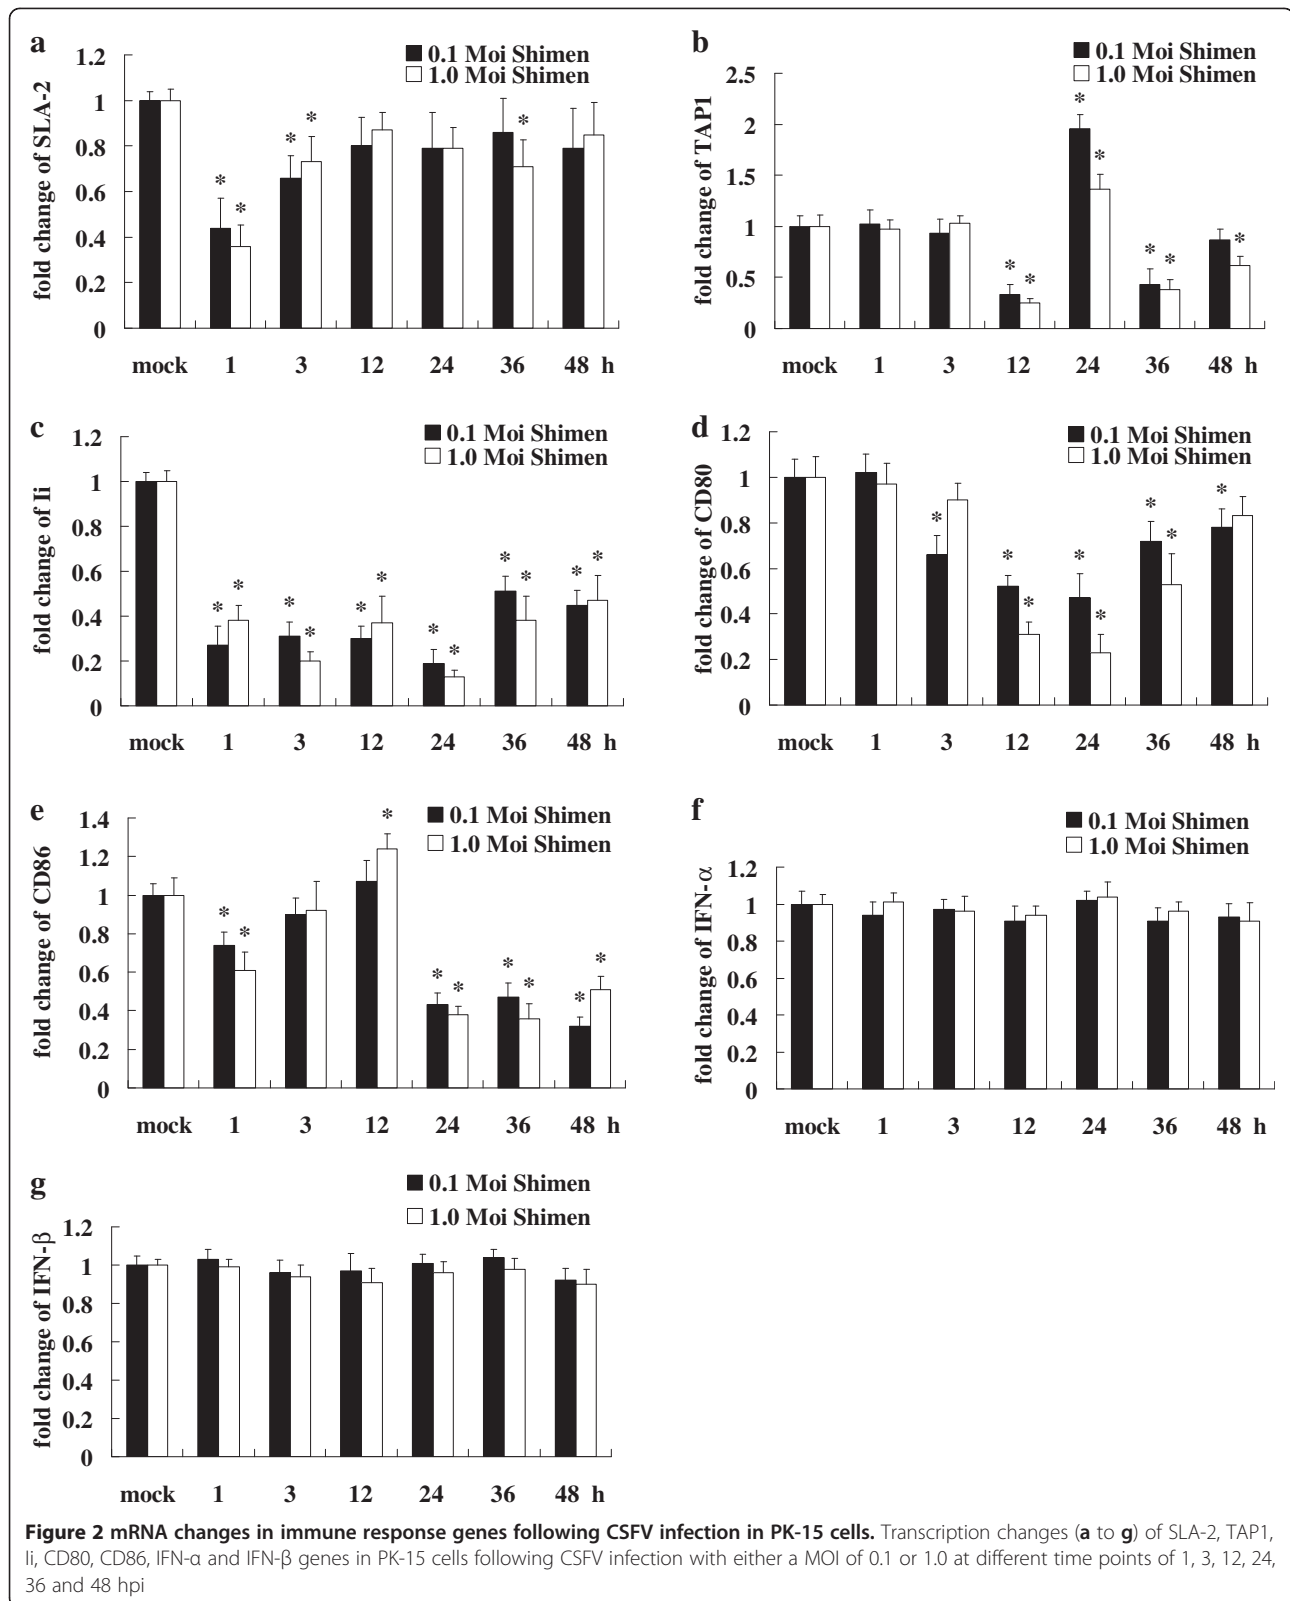 a
0.1 Moi Shimen
1.0 Moi Shimen
fold change of SLA-2
1.2
1
0.8
0.6
0.4
0.2
0
* * * * *
mock 1 3 12 24 36 48 h
b
0.1 Moi Shimen
1.0 Moi Shimen
fold change of TAP1
2.5
2
1.5
1
0.5
0
* * * * * * *
mock 1 3 12 24 36 48 h
c
0.1 Moi Shimen
1.0 Moi Shimen
fold change of Ii
1.2
1
0.8
0.6
0.4
0.2
0
* * * * * * * * * * * *
mock 1 3 12 24 36 48 h
d
0.1 Moi Shimen
1.0 Moi Shimen
fold change of CD80
1.2
1
0.8
0.6
0.4
0.2
0
* * * * * * * *
mock 1 3 12 24 36 48 h
e
0.1 Moi Shimen
1.0 Moi Shimen
fold change of CD86
1.4
1.2
1
0.8
0.6
0.4
0.2
0
* * * * * * * * *
mock 1 3 12 24 36 48 h
f
0.1 Moi Shimen
1.0 Moi Shimen
fold change of IFN-α
1.2
1
0.8
0.6
0.4
0.2
0
mock 1 3 12 24 36 48 h
g
0.1 Moi Shimen
1.0 Moi Shimen
fold change of IFN-β
1.2
1
0.8
0.6
0.4
0.2
0
mock 1 3 12 24 36 48 h
Figure 2 mRNA changes in immune response genes following CSFV infection in PK-15 cells. Transcription changes (a to g) of SLA-2, TAP1,
Ii, CD80, CD86, IFN-α and IFN-β genes in PK-15 cells following CSFV infection with either a MOI of 0.1 or 1.0 at different time points of 1, 3, 12, 24,
36 and 48 hpi